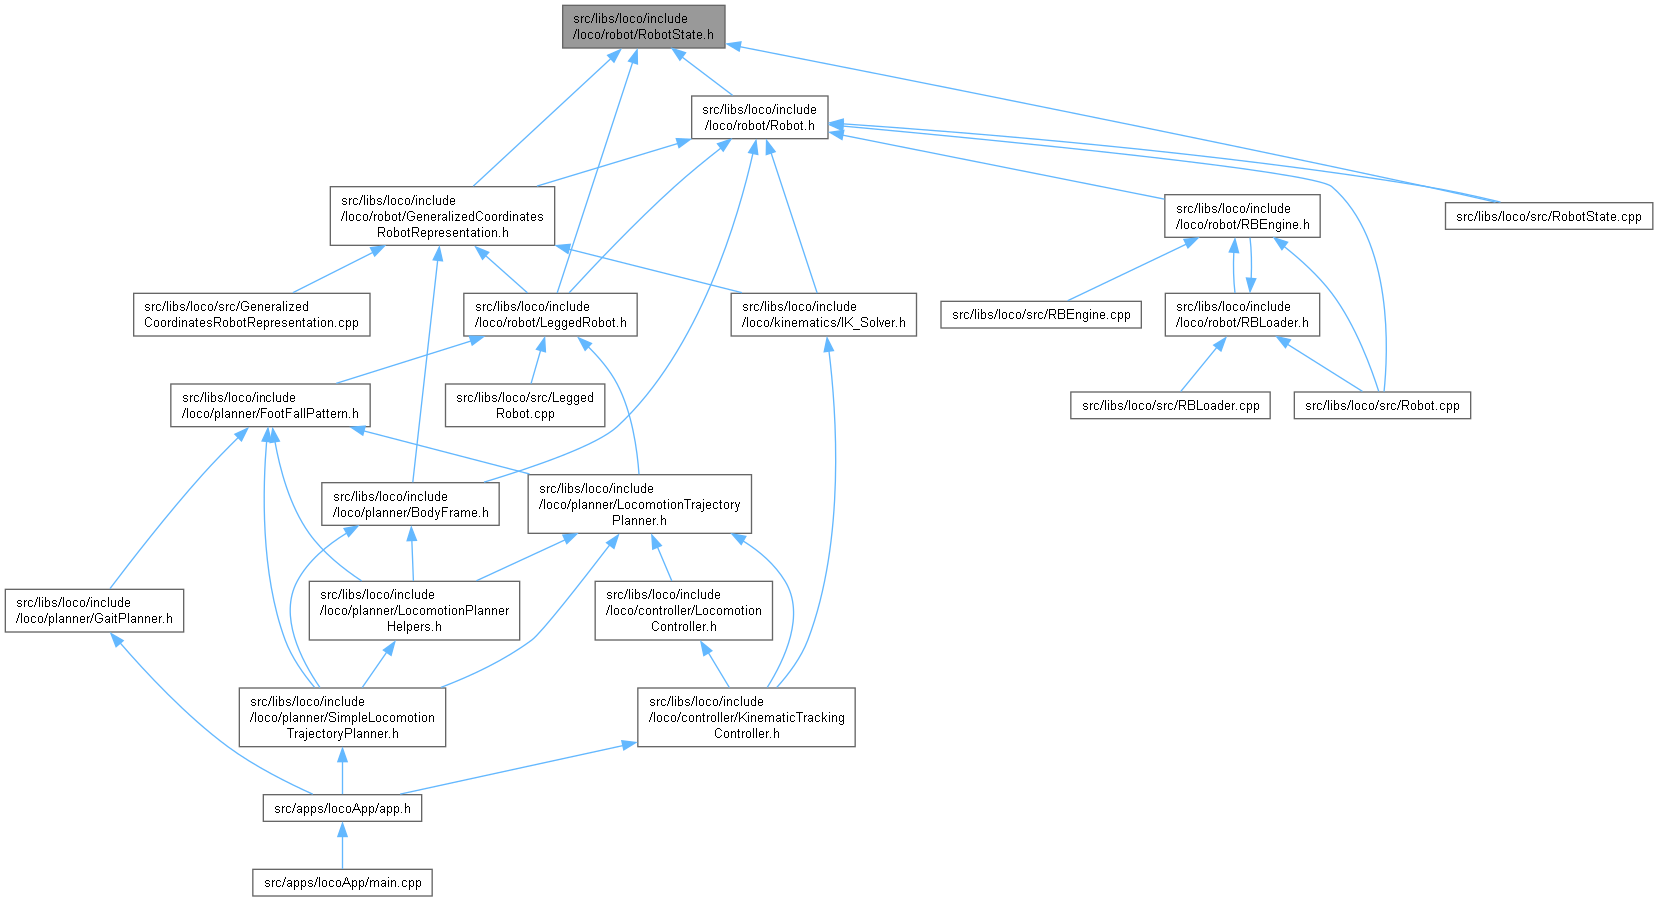 src/libs/loco/include
/loco/robot/RobotState.h
src/libs/loco/include
/loco/robot/Robot.h
src/libs/loco/include
/loco/robot/GeneralizedCoordinates
RobotRepresentation.h
src/libs/loco/include
/loco/robot/RBEngine.h
src/libs/loco/src/RobotState.cpp
src/libs/loco/src/Generalized
CoordinatesRobotRepresentation.cpp
src/libs/loco/include
/loco/robot/LeggedRobot.h
src/libs/loco/include
/loco/kinematics/IK_Solver.h
src/libs/loco/src/RBEngine.cpp
src/libs/loco/include
/loco/robot/RBLoader.h
src/libs/loco/include
/loco/planner/FootFallPattern.h
src/libs/loco/src/Legged
Robot.cpp
src/libs/loco/src/RBLoader.cpp
src/libs/loco/src/Robot.cpp
src/libs/loco/include
/loco/planner/BodyFrame.h
src/libs/loco/include
/loco/planner/LocomotionTrajectory
Planner.h
src/libs/loco/include
/loco/planner/GaitPlanner.h
src/libs/loco/include
/loco/planner/LocomotionPlanner
Helpers.h
src/libs/loco/include
/loco/controller/Locomotion
Controller.h
src/libs/loco/include
/loco/planner/SimpleLocomotion
TrajectoryPlanner.h
src/libs/loco/include
/loco/controller/KinematicTracking
Controller.h
src/apps/locoApp/app.h
src/apps/locoApp/main.cpp